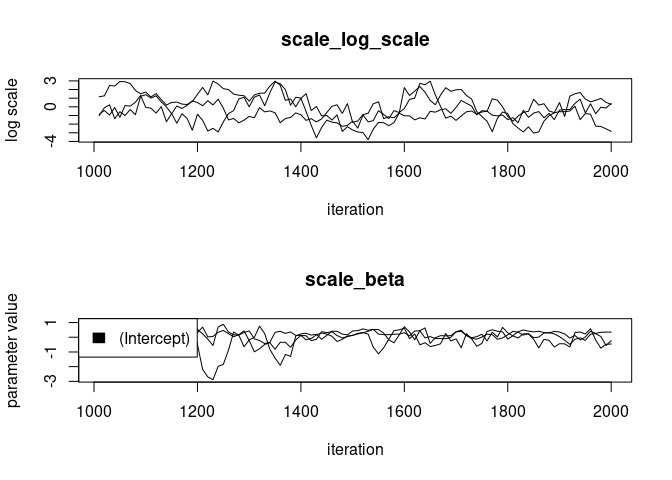 scale_log_scale
log scale
3
0
-4
1000 1200 1400 1600 1800 2000
iteration
scale_beta
parameter value
1
-1
-3
(Intercept)
1000 1200 1400 1600 1800 2000
iteration